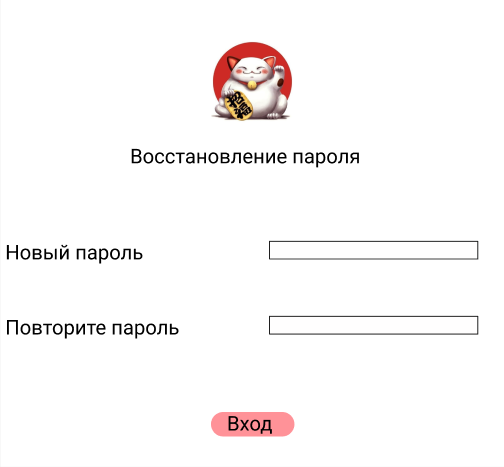 Восстановление пароля
Новый пароль
Повторите пароль
Вход